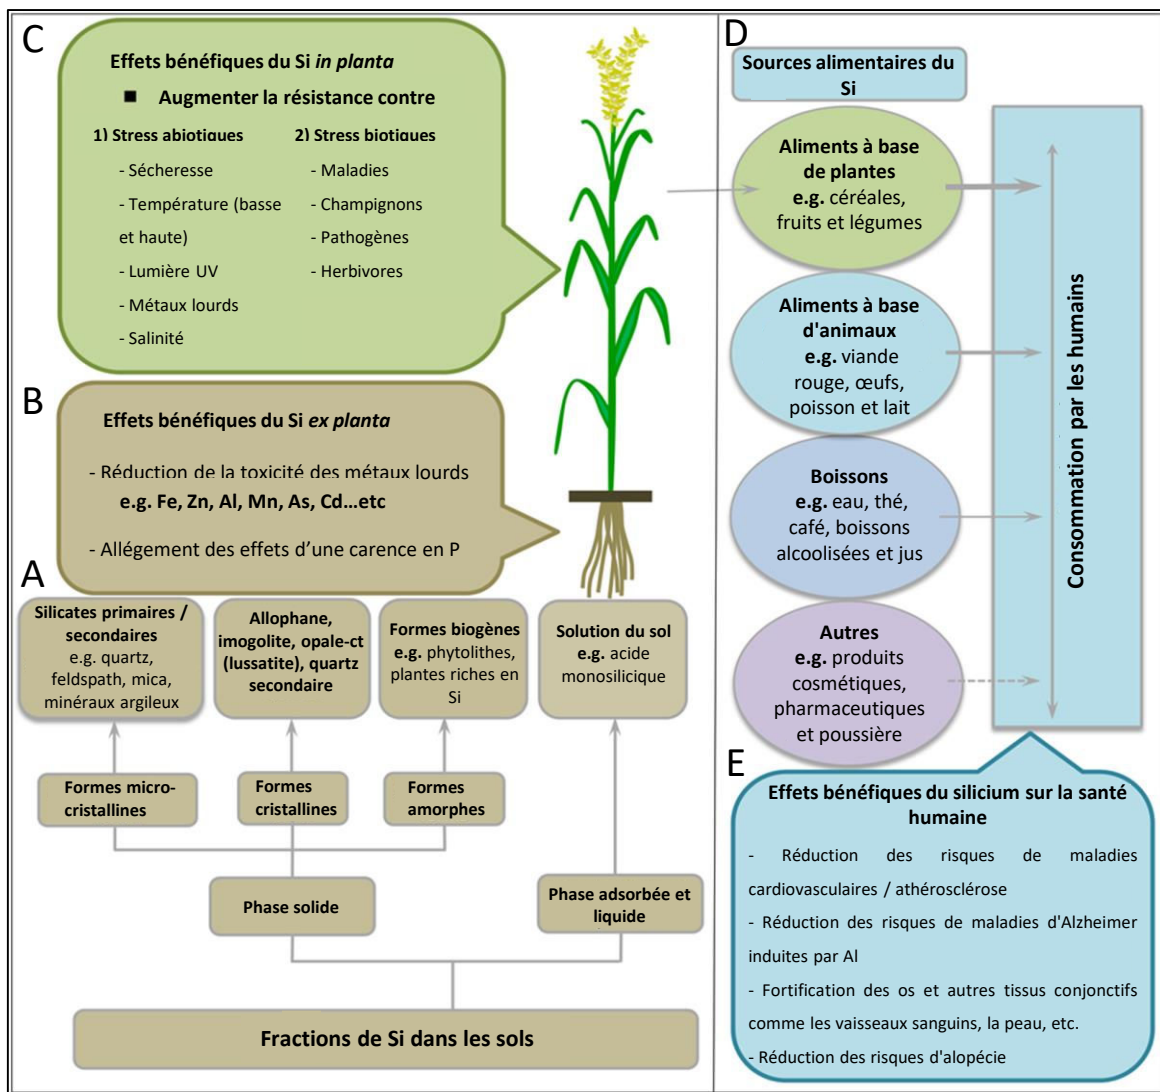 C
Effets bénéfiques du Si in planta
■ Augmenter la résistance contre
1) Stress abiotiques
- Sécheresse
- Température (basse
et haute)
- Lumière UV
- Métaux lourds
- Salinité
2) Stress biotiques
- Maladies
- Champignons
- Pathogènes
- Herbivores
B
Effets bénéfiques du Si ex planta
- Réduction de la toxicité des métaux lourds
e.g. Fe, Zn, Al, Mn, As, Cd...etc
- Allégement des effets d'une carence en P
A
Silicates primaires /
secondaires
e.g. quartz,
feldspath, mica,
minéraux argileux
Allophane,
imogolite, opale-ct
(lussatite), quartz
secondaire
Formes biogènes
e.g. phytolithes,
plantes riches en
Si
Solution du sol
e.g. acide
monosilicique
Formes micro-
cristallines
Formes
cristallines
Formes
amorphes
Phase solide
Phase adsorbée et
liquide
Fractions de Si dans les sols
D
Sources alimentaires du
Si
Aliments à base
de plantes
e.g. céréales,
fruits et légumes
Aliments à base
d'animaux
e.g. viande
rouge, œufs,
poisson et lait
Boissons
e.g. eau, thé,
café, boissons
alcoolisées et jus
Autres
e.g. produits
cosmétiques,
pharmaceutiques
et poussière
Consommation par les humains
E
Effets bénéfiques du silicium sur la santé
humaine
- Réduction des risques de maladies
cardiovasculaires / athérosclérose
- Réduction des risques de maladies d'Alzheimer
induites par Al
- Fortification des os et autres tissus conjonctifs
comme les vaisseaux sanguins, la peau, etc.
- Réduction des risques d'alopécie